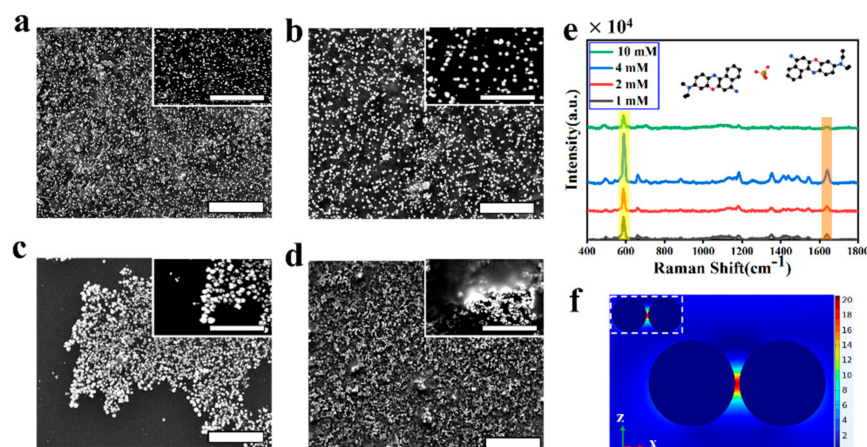 a
b
c
d
e
× 10⁴
10 mM
4 mM
2 mM
1 mM
Intensity(a.u.)
400 600 800 1000 1200 1400 1600 1800
Raman Shift(cm⁻¹)
f
20
18
16
14
12
10
8
6
4
2
z
x